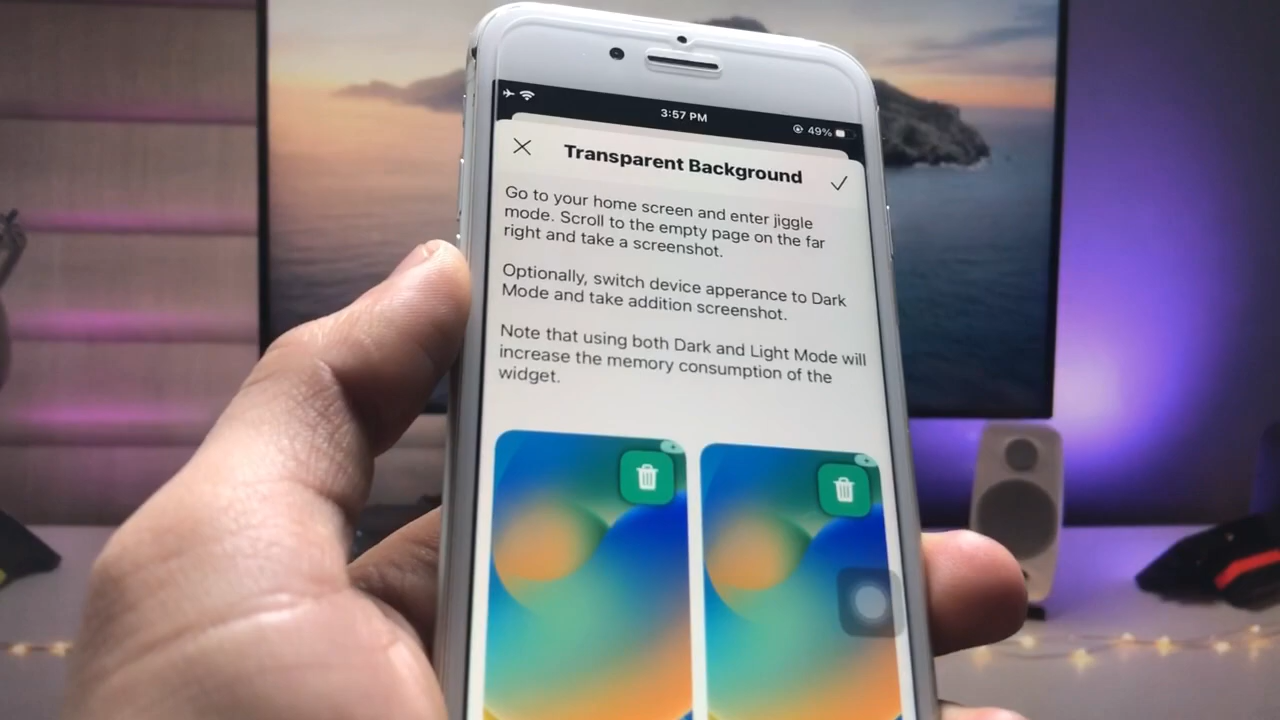 3:57 PM
49%
Transparent Background
Go to your home screen and enter jiggle
mode. Scroll to the empty page on the far
right and take a screenshot.
Optionally, switch device apperance to Dark
Mode and take addition screenshot.
Note that using both Dark and Light Mode will
increase the memory consumption of the
widget.